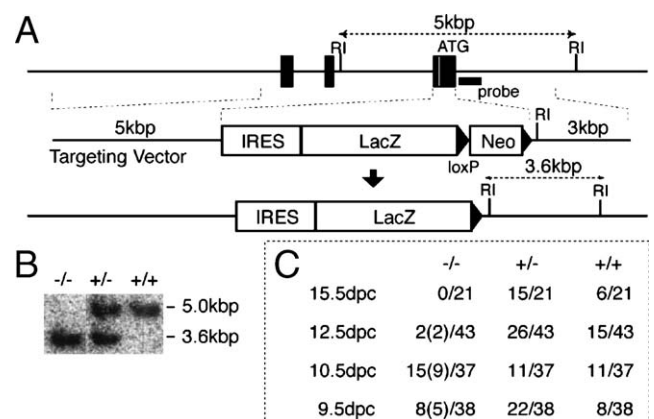 A
5kbp
RI
ATG
RI
probe
5kbp
IRES
LacZ
Neo
RI
3kbp
Targeting Vector
loxP
3.6kbp
RI
RI
IRES
LacZ
B
-/- +/- +/+
5.0kbp
3.6kbp
C
-/- +/- +/+
15.5dpc 0/21 15/21 6/21
12.5dpc 2(2)/43 26/43 15/43
10.5dpc 15(9)/37 11/37 11/37
9.5dpc 8(5)/38 22/38 8/38